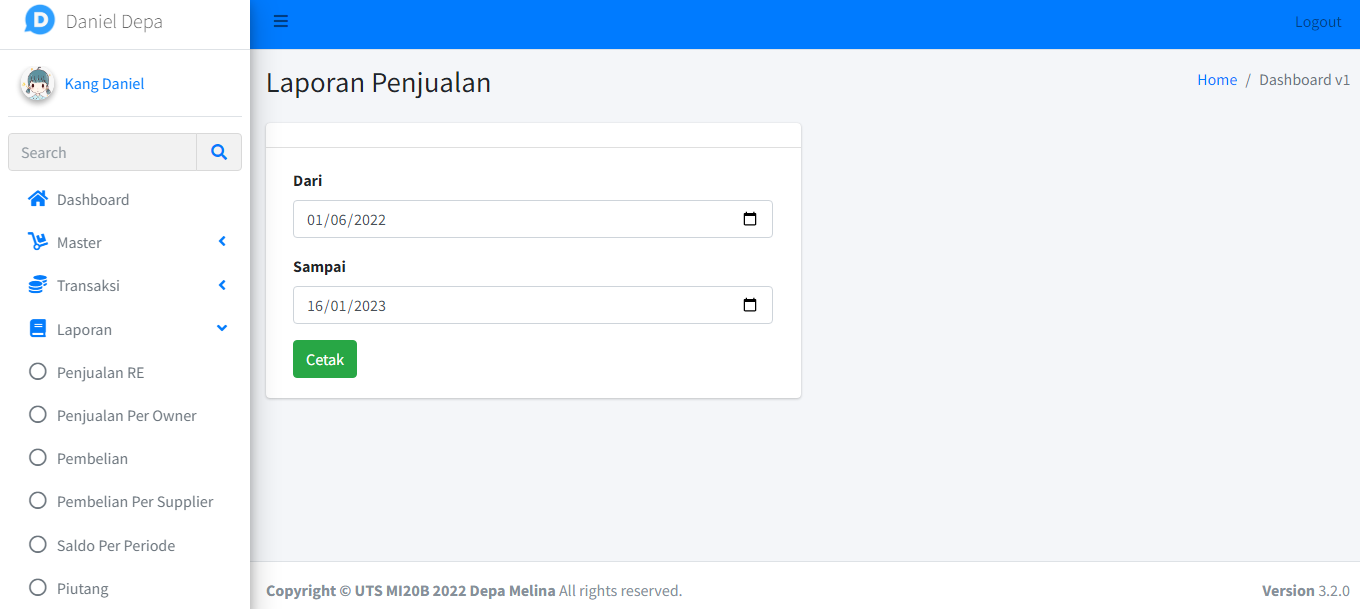 D Daniel Depa
Logout
Kang Daniel
Search
Dashboard
Master
Transaksi
Laporan
Penjualan RE
Penjualan Per Owner
Pembelian
Pembelian Per Supplier
Saldo Per Periode
Piutang
Laporan Penjualan
Home / Dashboard v1
Dari
01/06/2022
Sampai
16/01/2023
Cetak
Copyright © UTS MI20B 2022 Depa Melina All rights reserved.
Version 3.2.0